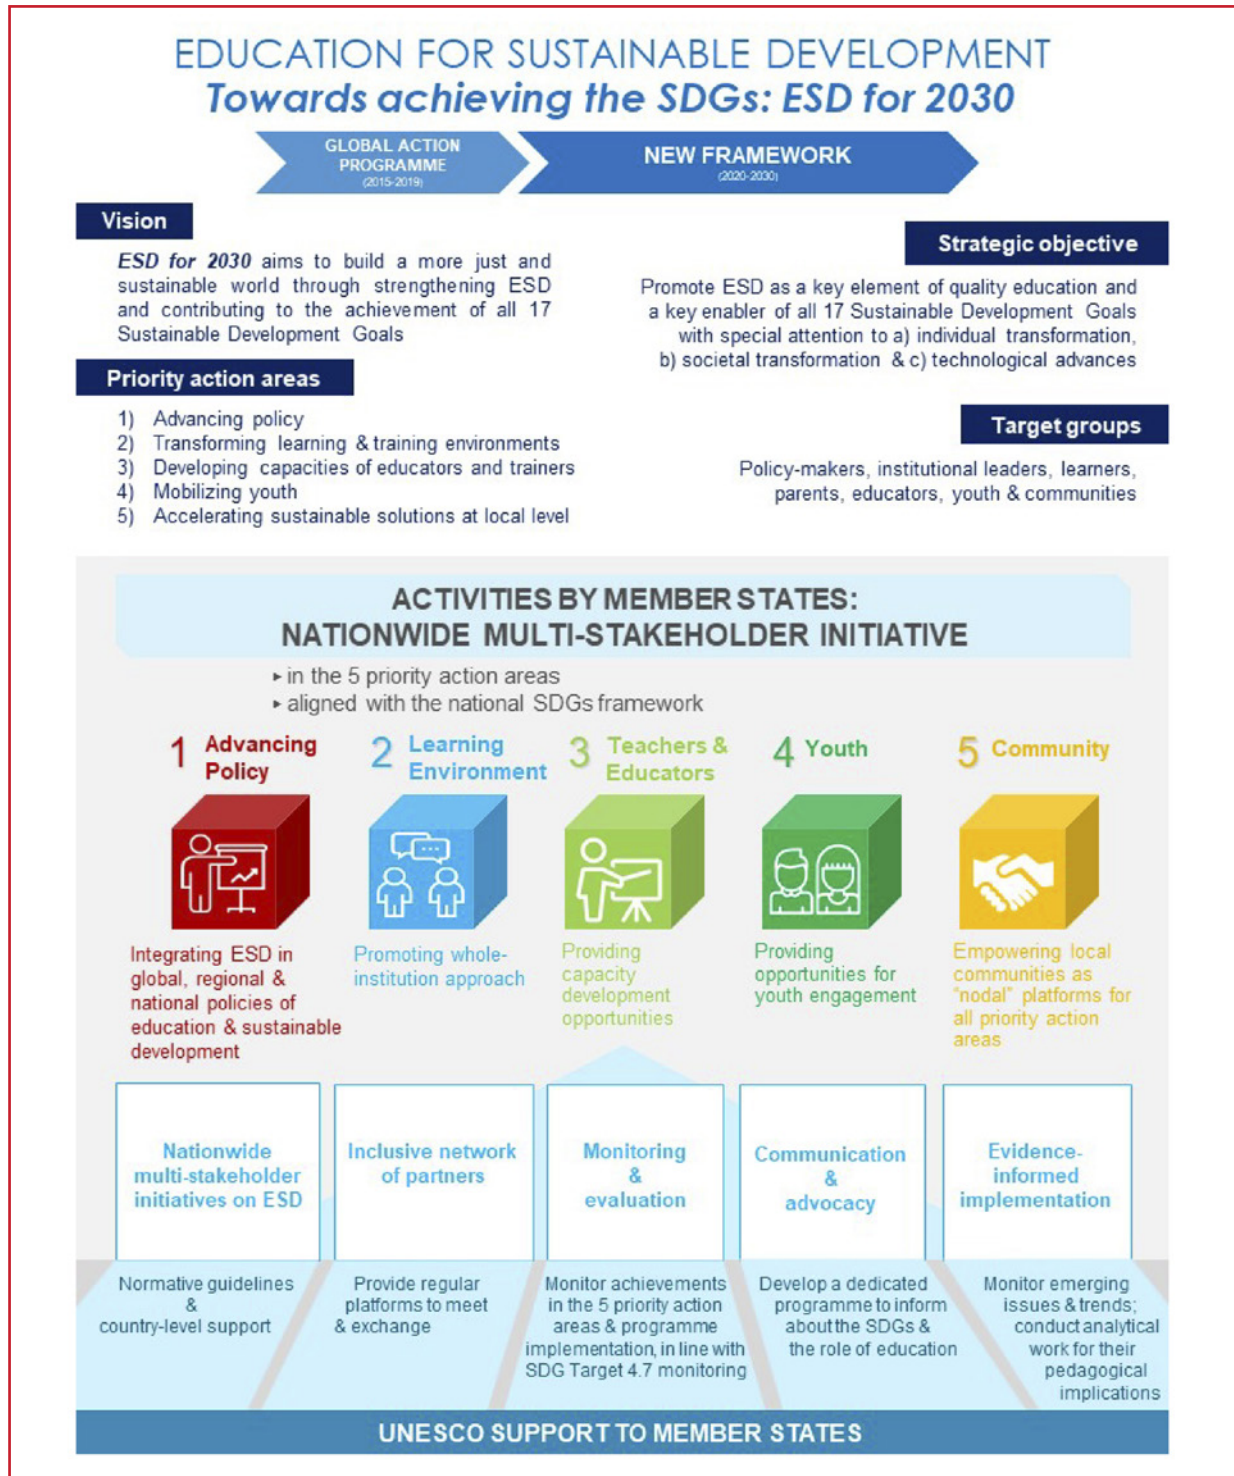 EDUCATION FOR SUSTAINABLE DEVELOPMENT
Towards achieving the SDGs: ESD for 2030
GLOBAL ACTION
PROGRAMME
(2015-2019)
NEW FRAMEWORK
(2020-2030)
Vision
ESD for 2030 aims to build a more just and
sustainable world through strengthening ESD
and contributing to the achievement of all 17
Sustainable Development Goals
Strategic objective
Promote ESD as a key element of quality education and
a key enabler of all 17 Sustainable Development Goals
with special attention to a) individual transformation,
b) societal transformation & c) technological advances
Priority action areas
1) Advancing policy
2) Transforming learning & training environments
3) Developing capacities of educators and trainers
4) Mobilizing youth
5) Accelerating sustainable solutions at local level
Target groups
Policy-makers, institutional leaders, learners,
parents, educators, youth & communities
ACTIVITIES BY MEMBER STATES:
NATIONWIDE MULTI-STAKEHOLDER INITIATIVE
▸ in the 5 priority action areas
▸ aligned with the national SDGs framework
1 Advancing
Policy
Integrating ESD in
global, regional &
national policies of
education & sustainable
development
2 Learning
Environment
Promoting whole-
institution approach
3 Teachers &
Educators
Providing
capacity
development
opportunities
4 Youth
Providing
opportunities for
youth engagement
5 Community
Empowering local
communities as
"nodal" platforms for
all priority action
areas
Nationwide
multi-stakeholder
initiatives on ESD
Normative guidelines
&
country-level support
Inclusive network
of partners
Provide regular
platforms to meet
& exchange
Monitoring
&
evaluation
Monitor achievements
in the 5 priority action
areas & programme
implementation, in line with
SDG Target 4.7 monitoring
Communication
&
advocacy
Develop a dedicated
programme to inform
about the SDGs &
the role of education
Evidence-
informed
implementation
Monitor emerging
issues & trends;
conduct analytical
work for their
pedagogical
implications
UNESCO SUPPORT TO MEMBER STATES